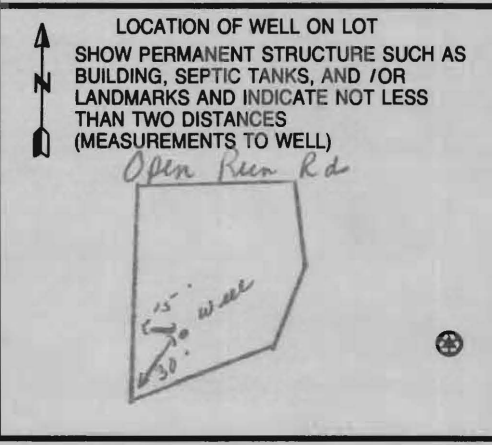 LOCATION OF WELL ON LOT
N
SHOW PERMANENT STRUCTURE SUCH AS
BUILDING, SEPTIC TANKS, AND /OR
LANDMARKS AND INDICATE NOT LESS
THAN TWO DISTANCES
(MEASUREMENTS TO WELL)
Open Run Rd
15'
well
30'